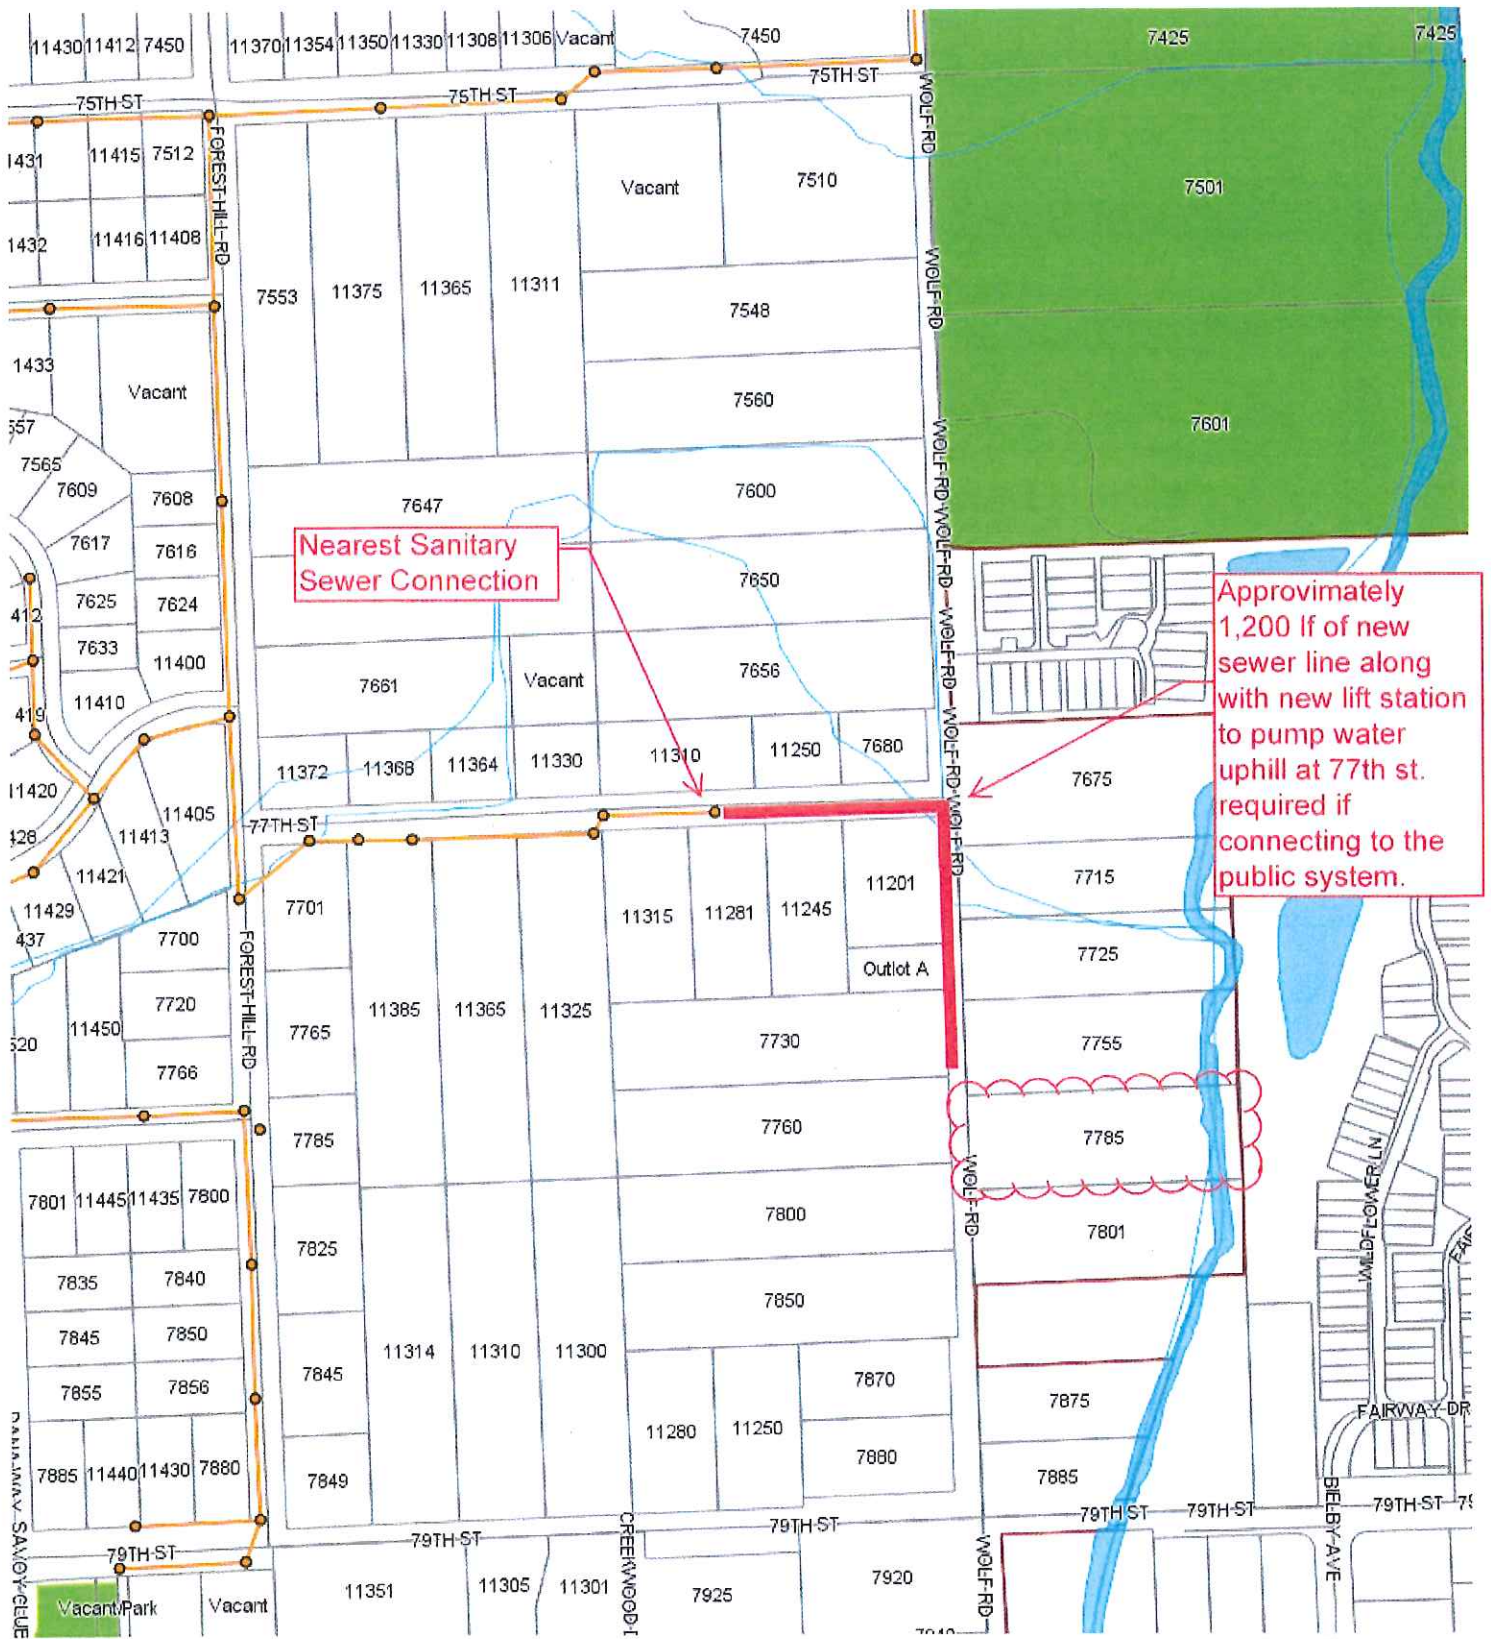 11430 11412 7450 11370 11354 11350 11330 11308 11306 Vacant 7450 7425 7425
75TH ST 75TH ST 75TH ST WOLF-RD
1431 11415 7512 FOREST-HILL-RD
Vacant 7510 7501
1432 11416 11408
WOLF-RD
7553 11375 11365 11311 7548
1433 Vacant 7560
557 WOLF-RD 7601
7565 7609 7608 7647 7600
WOLF-RD
7617 7616
Nearest Sanitary
Sewer Connection
7650
Approvimately
1,200 lf of new
sewer line along
with new lift station
to pump water
uphill at 77th st.
required if
connecting to the
public system.
412 7625 7624 WOLF-RD
7633 11400 7656
419 11410 7661 Vacant
WOLF-RD
11372 11368 11364 11330 11310 11250 7680 7675
11420 11405 77TH-ST WOLF-RD
428 11413
11421 7715
11429 7701 11315 11281 11245 11201
437 7700 FOREST-HILL-RD 7725
Outlot A
520 11450 7720 7765 11385 11365 11325
7730 7755
7766
7785 7760 7785
WILDFLOWER-LN
7801 11445 11435 7800 WOLF-RD
7825 7800 7801
7835 7840
7850
7845 7850
7845 11314 11310 11300
7855 7856 7870 7875
FAIRWAY-DR
11280 11250
7885 11440 11430 7880 7849 7880 7885
BIELBY-AVE
79TH-ST 79TH-ST 79TH-ST 79TH-ST 79TH-ST 79TH-ST
CREEKWOOD-
WOLF-RD
Vacant/Park Vacant 11351 11305 11301 7925 7920